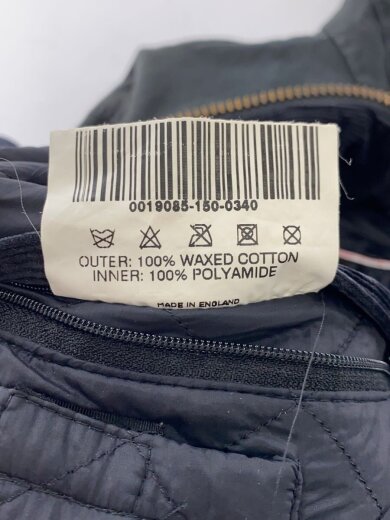 0019085-150-0340
OUTER: 100% WAXED COTTON
INNER: 100% POLYAMIDE
MADE IN ENGLAND